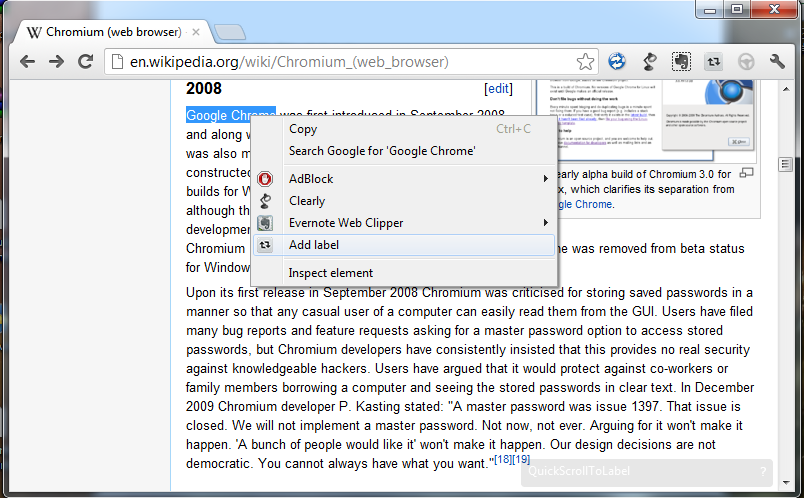 Chromium (web browser)
en.wikipedia.org/wiki/Chromium_(web_browser)
2008
[edit]
Google Chrome was first introduced in September 2008
and along w
was also m
constructed
builds for W
although th
developmen
Chromium
me was removed from beta status
for Window
Copy Ctrl+C
Search Google for 'Google Chrome'
AdBlock
Clearly
Evernote Web Clipper
Add label
Inspect element
early alpha build of Chromium 3.0 for
x, which clarifies its separation from
gle Chrome.
Upon its first release in September 2008 Chromium was criticised for storing saved passwords in a
manner so that any casual user of a computer can easily read them from the GUI. Users have filed
many bug reports and feature requests asking for a master password option to access stored
passwords, but Chromium developers have consistently insisted that this provides no real security
against knowledgeable hackers. Users have argued that it would protect against co-workers or
family members borrowing a computer and seeing the stored passwords in clear text. In December
2009 Chromium developer P. Kasting stated: "A master password was issue 1397. That issue is
closed. We will not implement a master password. Not now, not ever. Arguing for it won't make it
happen. 'A bunch of people would like it' won't make it happen. Our design decisions are not
democratic. You cannot always have what you want."[18][19]
QuickScrollToLabel ?